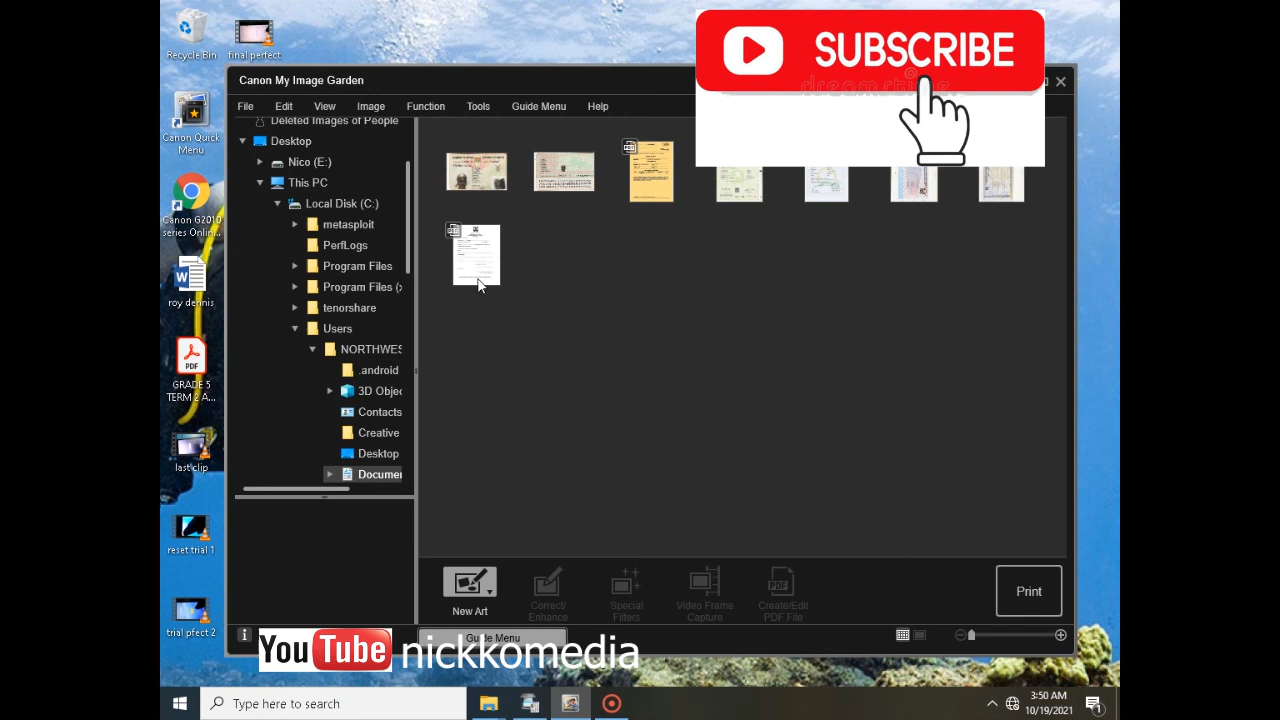 Recycle Bin
final perfect
SUBSCRIBE
dreamstime
Canon My Image Garden
File Edit View Image Function Tools Guide Menu Help
Deleted Images of People
Desktop
Canon Quick
Menu
Nico (E:)
This PC
Local Disk (C:)
metasploit
Canon G2010
series Onlin...
PerfLogs
Program Files
Program Files (x
roy dennis
tenorshare
Users
NORTHWES
.android
3D Objec
GRADE 5
TERM 2 A...
Contacts
Creative
Desktop
Documen
last clip
reset trial 1
New Art
Correct/
Enhance
Special
Filters
Video Frame
Capture
PDF
Create/Edit
PDF File
Print
trial pfect 2
Guide Menu
YouTube nickkomedia
Type here to search
3:50 AM
10/19/2021
1